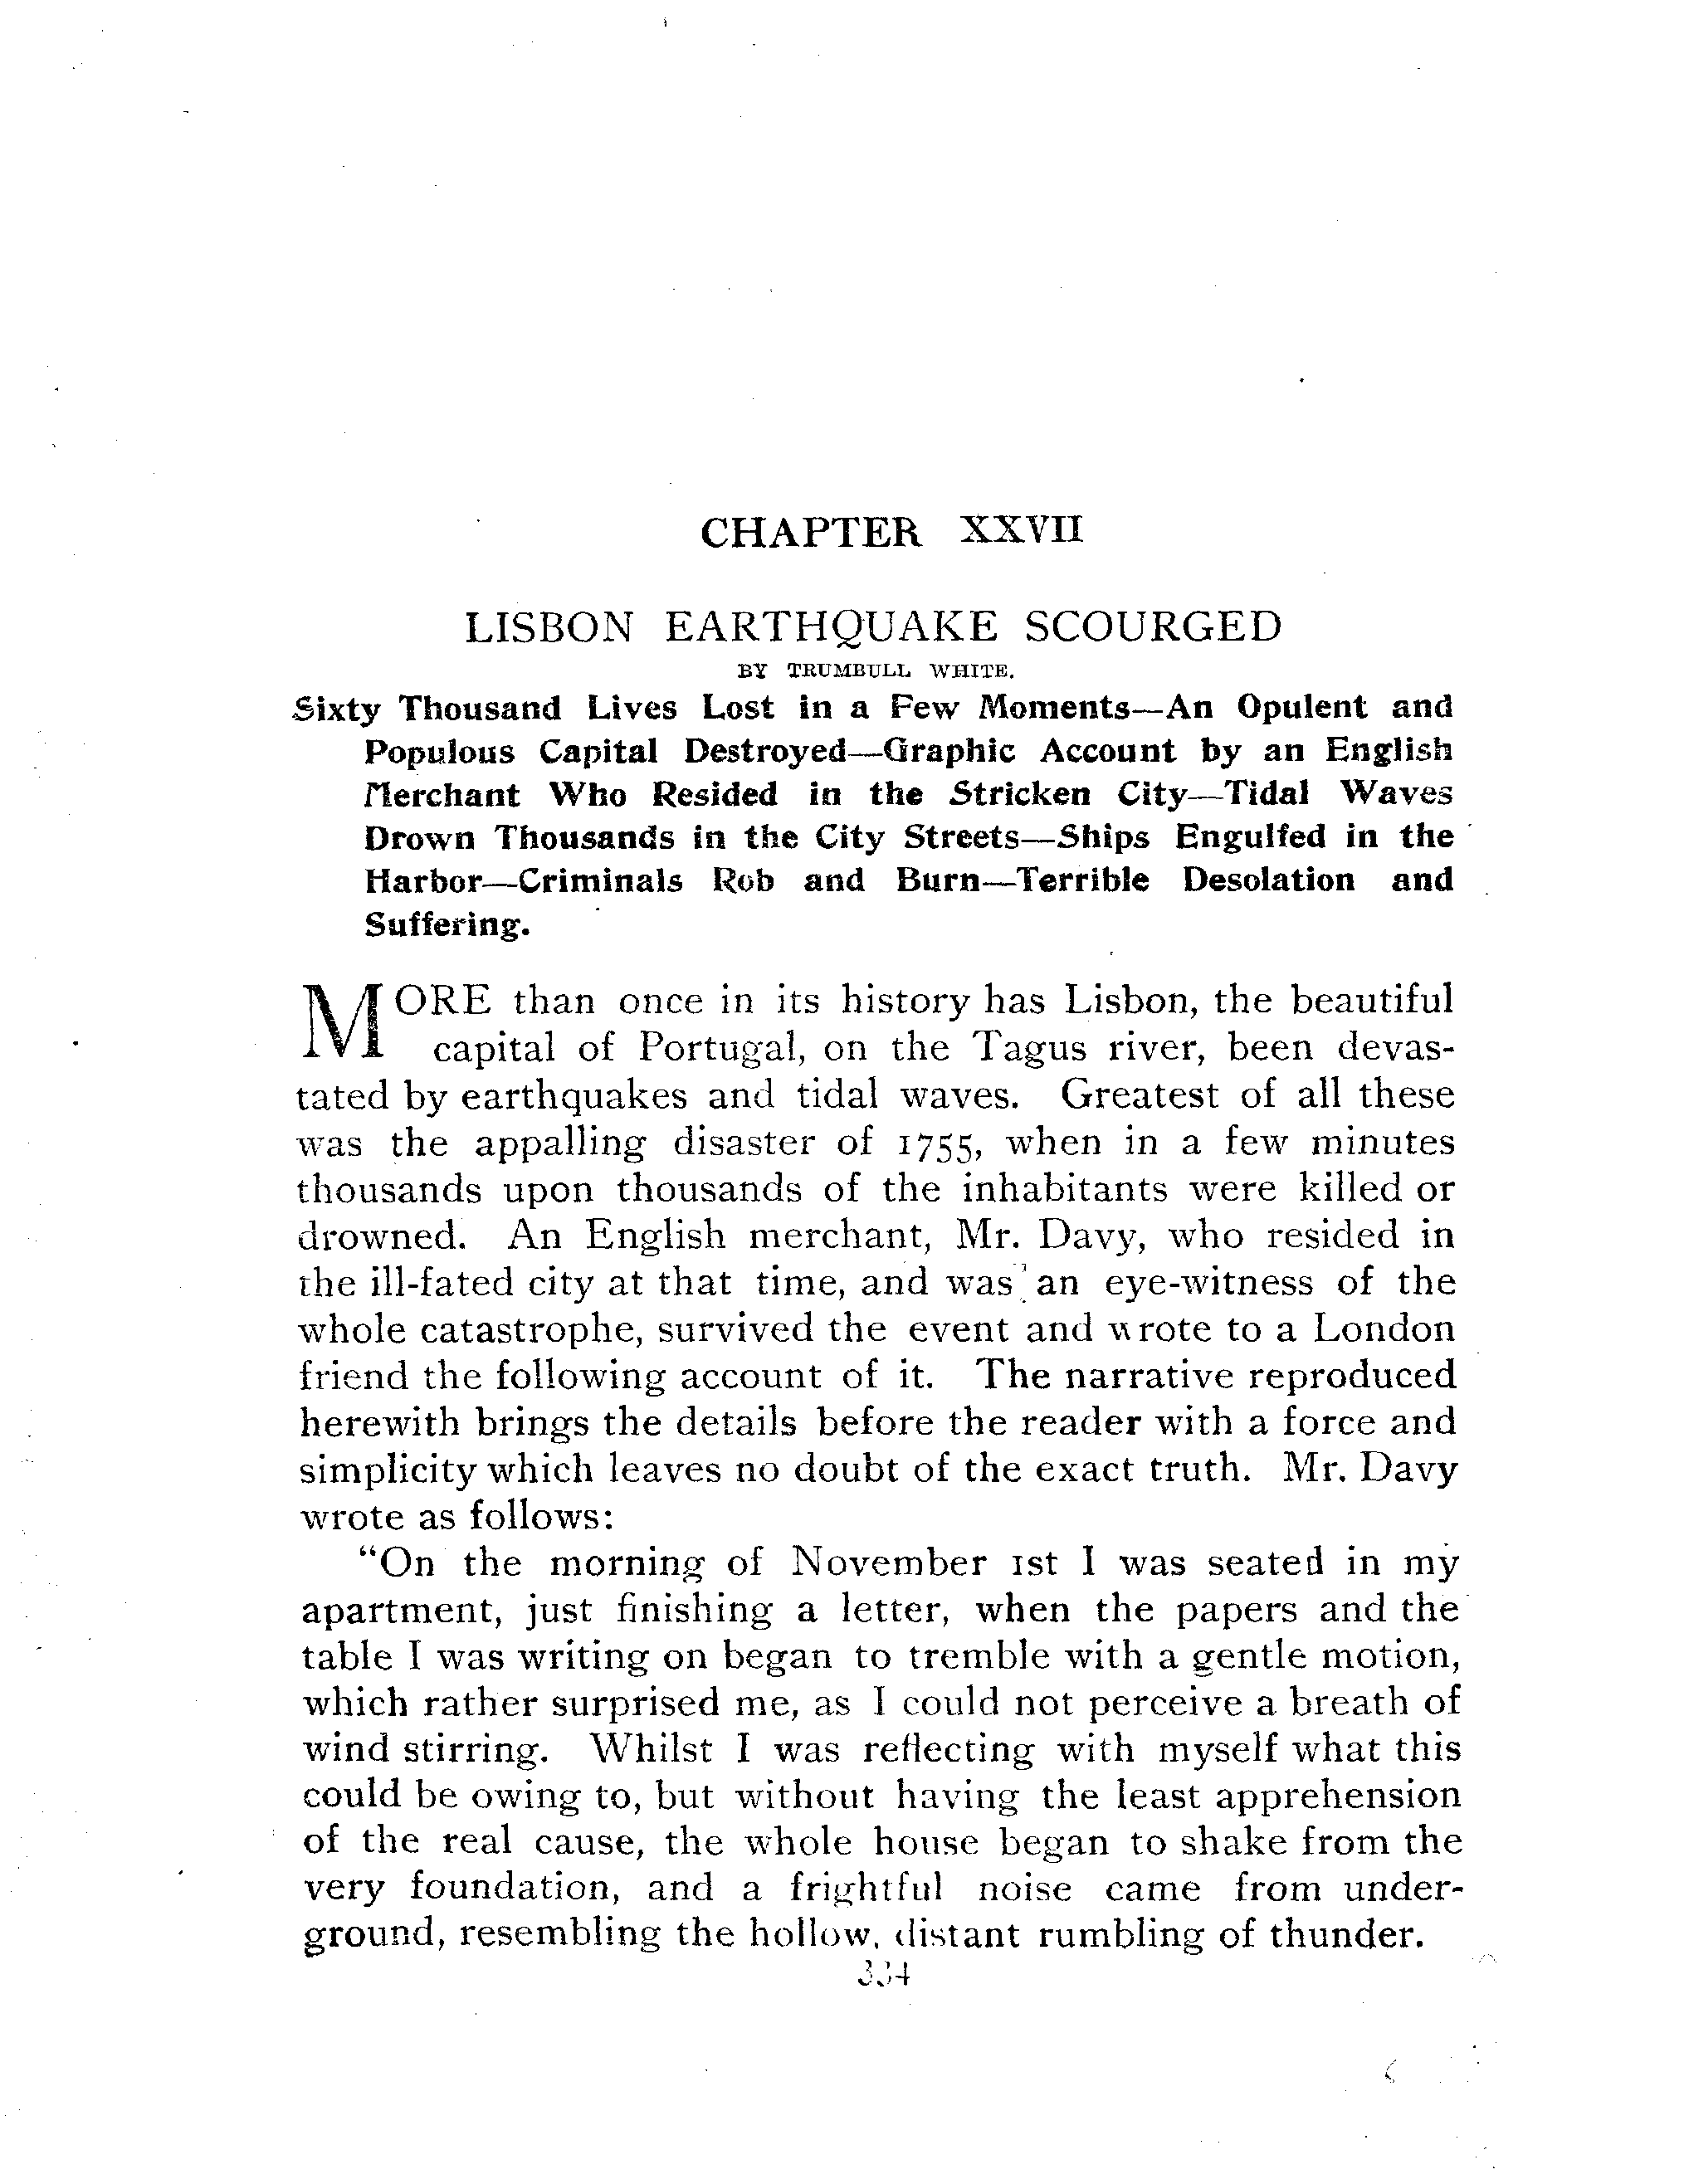 CHAPTER XXVII
LISBON EARTHQUAKE SCOURGED
BY TRUMBULL WHITE.
Sixty Thousand Lives Lost in a Few Moments—An Opulent and
Populous Capital Destroyed—Graphic Account by an English
Merchant Who Resided in the Stricken City—Tidal Waves
Drown Thousands in the City Streets—Ships Engulfed in the
Harbor—Criminals Rob and Burn—Terrible Desolation and
Suffering.
MORE than once in its history has Lisbon, the beautiful
capital of Portugal, on the Tagus river, been devas-
tated by earthquakes and tidal waves. Greatest of all these
was the appalling disaster of 1755, when in a few minutes
thousands upon thousands of the inhabitants were killed or
drowned. An English merchant, Mr. Davy, who resided in
the ill-fated city at that time, and was an eye-witness of the
whole catastrophe, survived the event and wrote to a London
friend the following account of it. The narrative reproduced
herewith brings the details before the reader with a force and
simplicity which leaves no doubt of the exact truth. Mr. Davy
wrote as follows:
“On the morning of November 1st I was seated in my
apartment, just finishing a letter, when the papers and the
table I was writing on began to tremble with a gentle motion,
which rather surprised me, as I could not perceive a breath of
wind stirring. Whilst I was reflecting with myself what this
could be owing to, but without having the least apprehension
of the real cause, the whole house began to shake from the
very foundation, and a frightful noise came from under-
ground, resembling the hollow, distant rumbling of thunder.
334